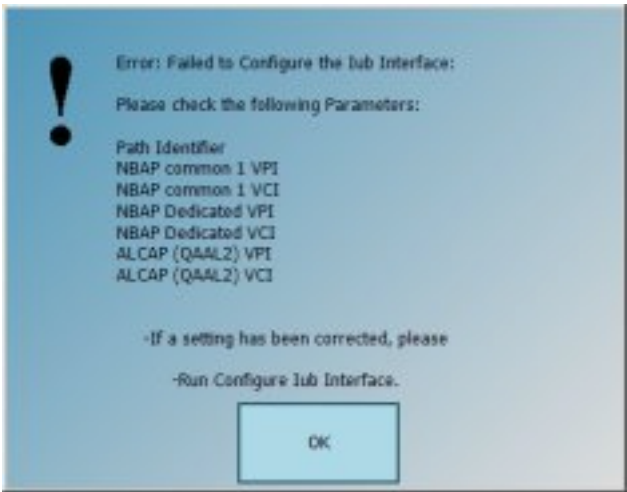 Error: Failed to Configure the Iub Interface:
Please check the following Parameters:
Path Identifier
NBAP common 1 VPI
NBAP common 1 VCI
NBAP Dedicated VPI
NBAP Dedicated VCI
ALCAP (QAAL2) VPI
ALCAP (QAAL2) VCI
-If a setting has been corrected, please
-Run Configure Iub Interface.
OK